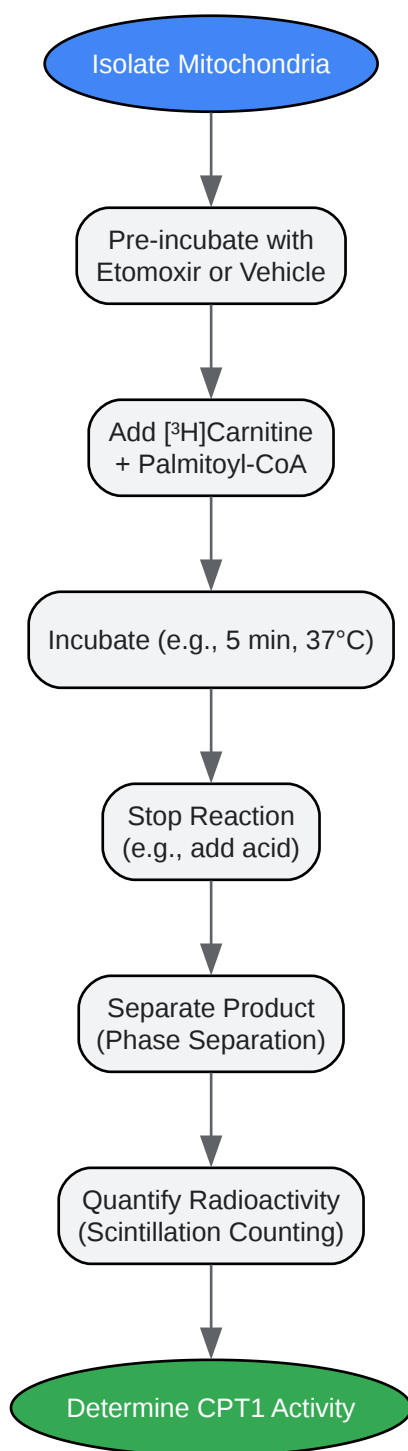 Isolate Mitochondria
Pre-incubate with
Etomoxir or Vehicle
Add [³H]Carnitine
+ Palmitoyl-CoA
Incubate (e.g., 5 min, 37°C)
Stop Reaction
(e.g., add acid)
Separate Product
(Phase Separation)
Quantify Radioactivity
(Scintillation Counting)
Determine CPT1 Activity